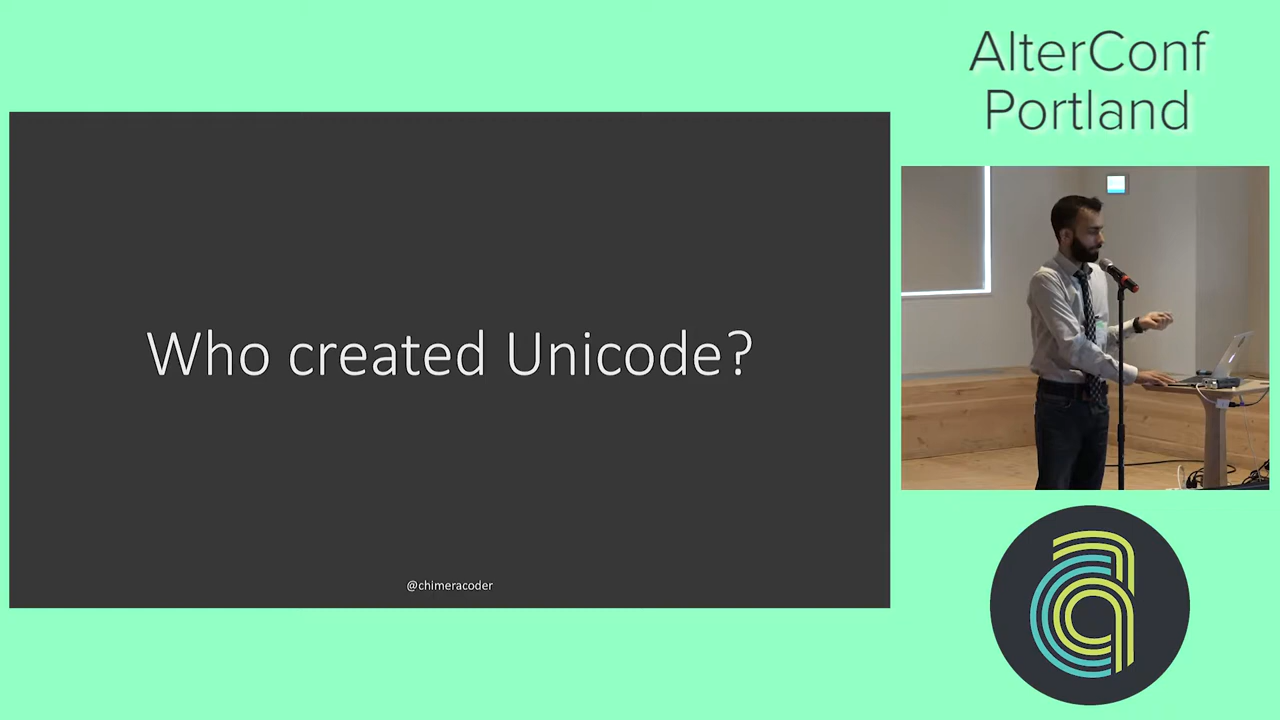 AlterConf
Portland
Who created Unicode?
@chimeracoder